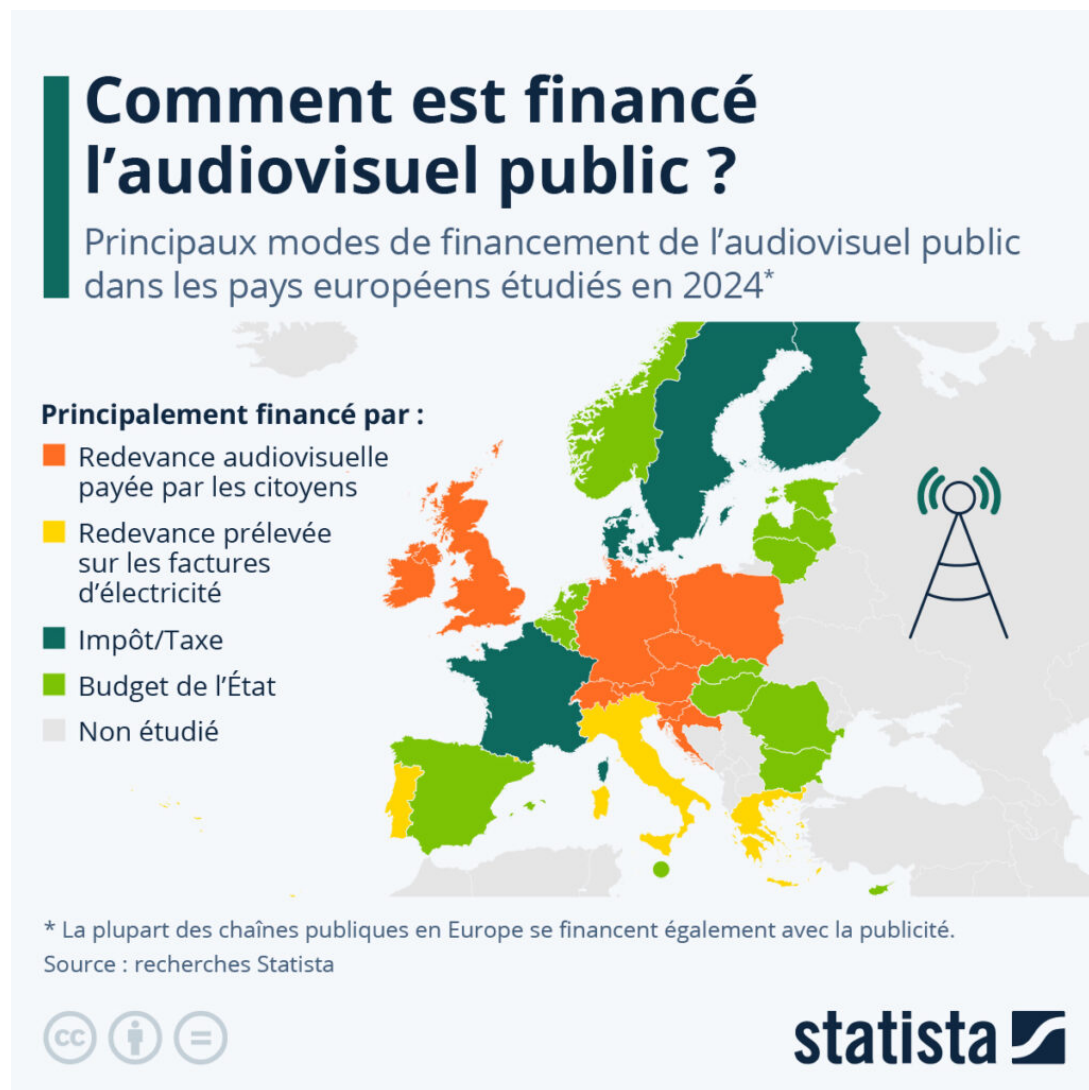 Comment est financé
l’audiovisuel public ?
Principaux modes de financement de l’audiovisuel public
dans les pays européens étudiés en 2024*
Principalement financé par :
Redevance audiovisuelle
payée par les citoyens
Redevance prélevée
sur les factures
d’électricité
Impôt/Taxe
Budget de l’État
Non étudié
* La plupart des chaînes publiques en Europe se financent également avec la publicité.
Source : recherches Statista
cc
statista